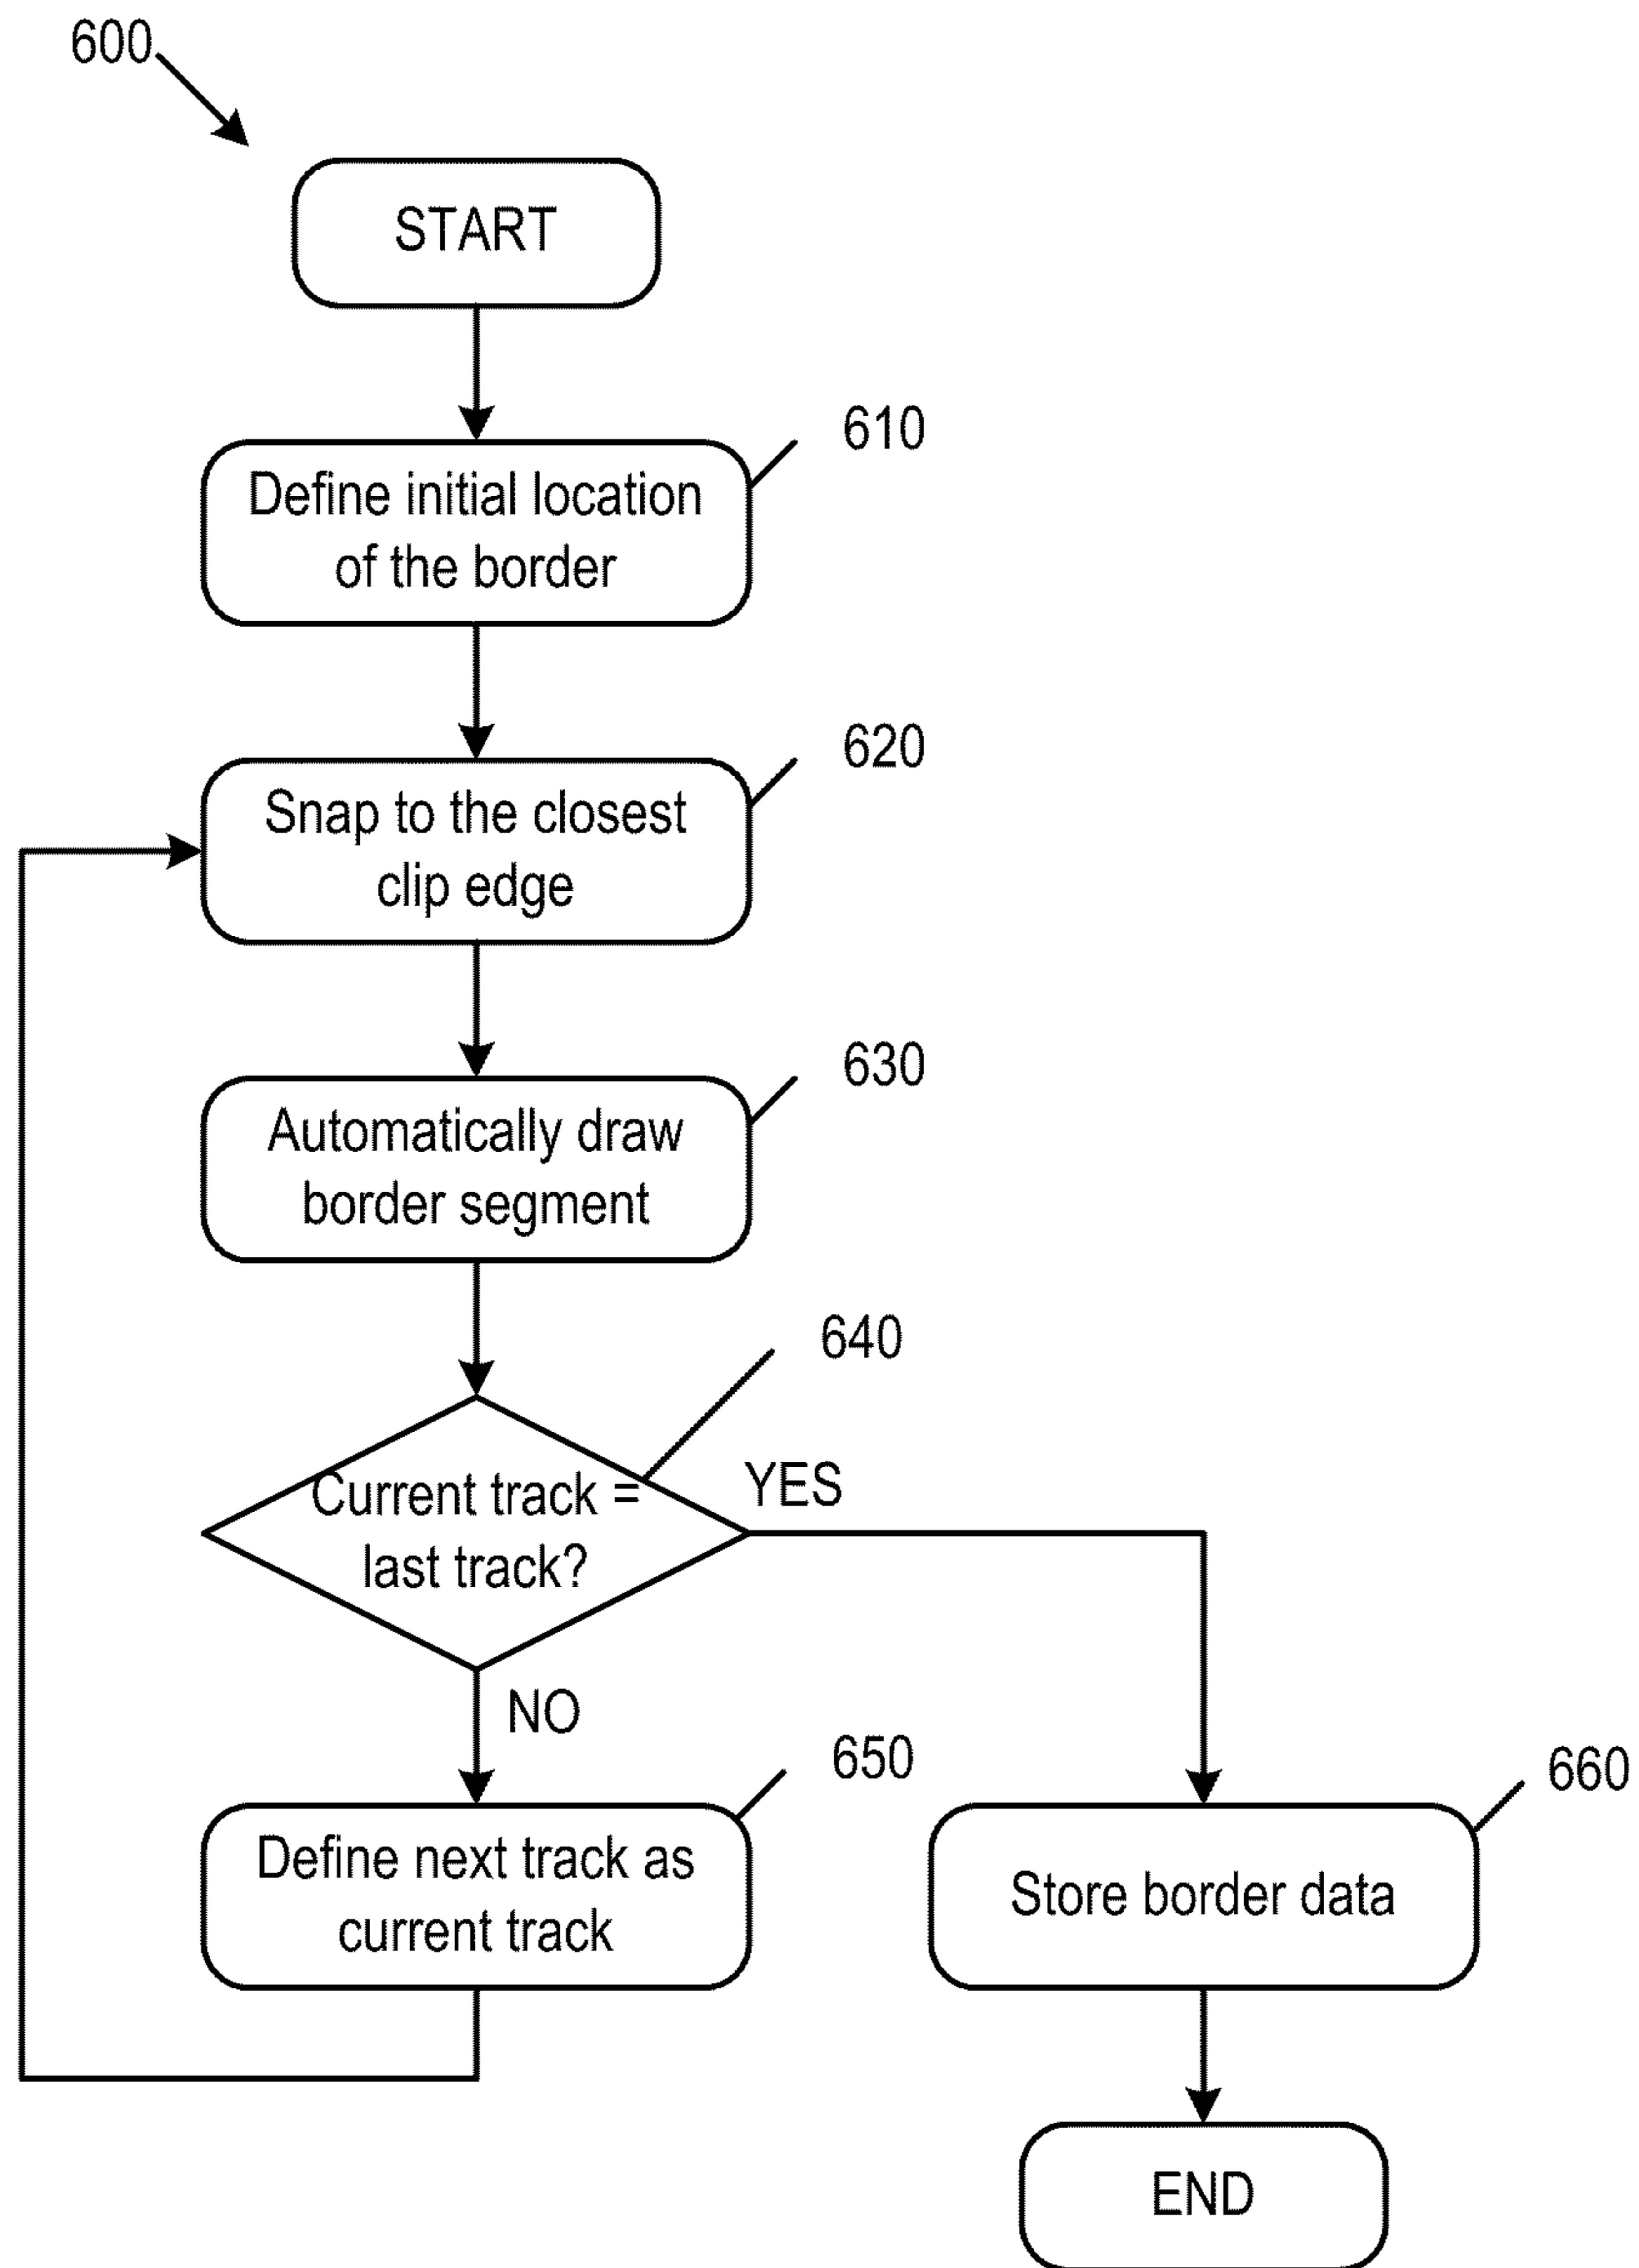 600
START
610
Define initial location
of the border
620
Snap to the closest
clip edge
630
Automatically draw
border segment
640
Current track =
last track?
YES
NO
650
Define next track as
current track
660
Store border data
END